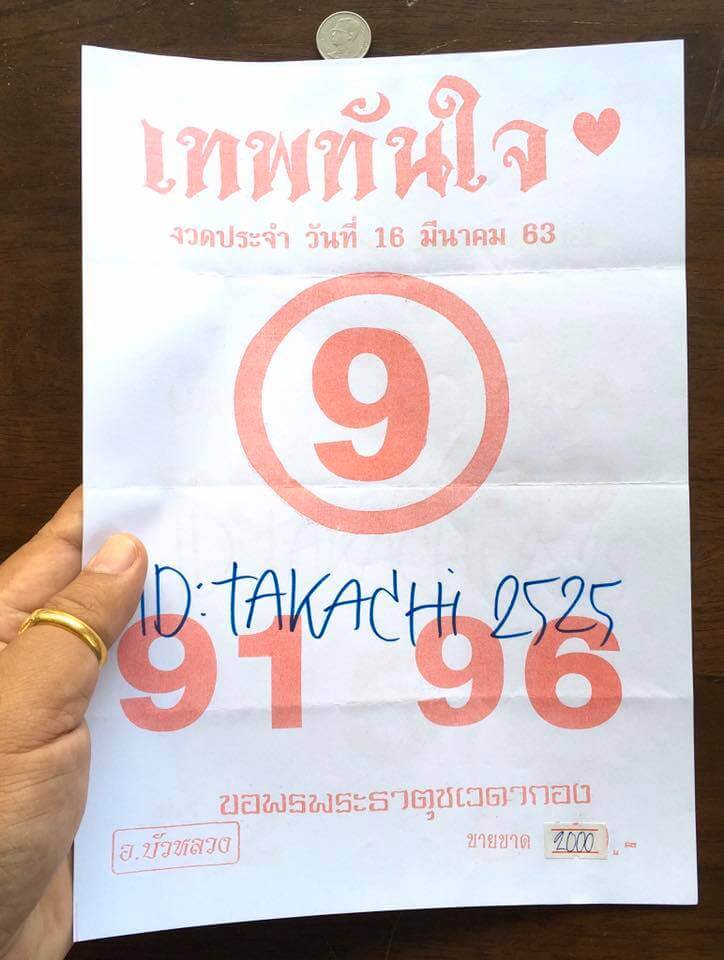 เทพทันใจ
งวดประจำ วันที่ 16 มีนาคม 63
9
ID: TAKACHi 2525
91 96
ขอพรพระธาตุชเวดากอง
อ.บัวหลวง
ขายขาด 2000